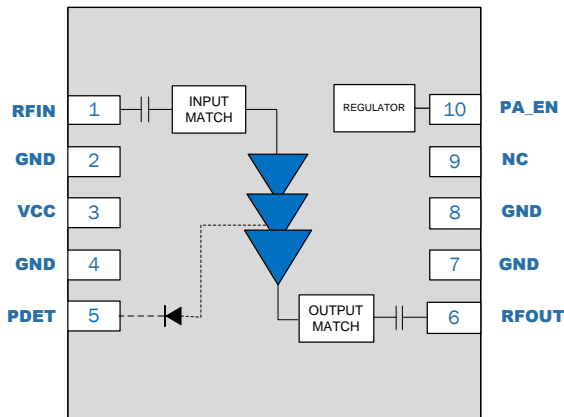 RFIN
1
INPUT
MATCH
REGULATOR
10
PA_EN
GND
2
9
NC
VCC
3
8
GND
GND
4
7
GND
PDET
5
OUTPUT
MATCH
6
RFOUT